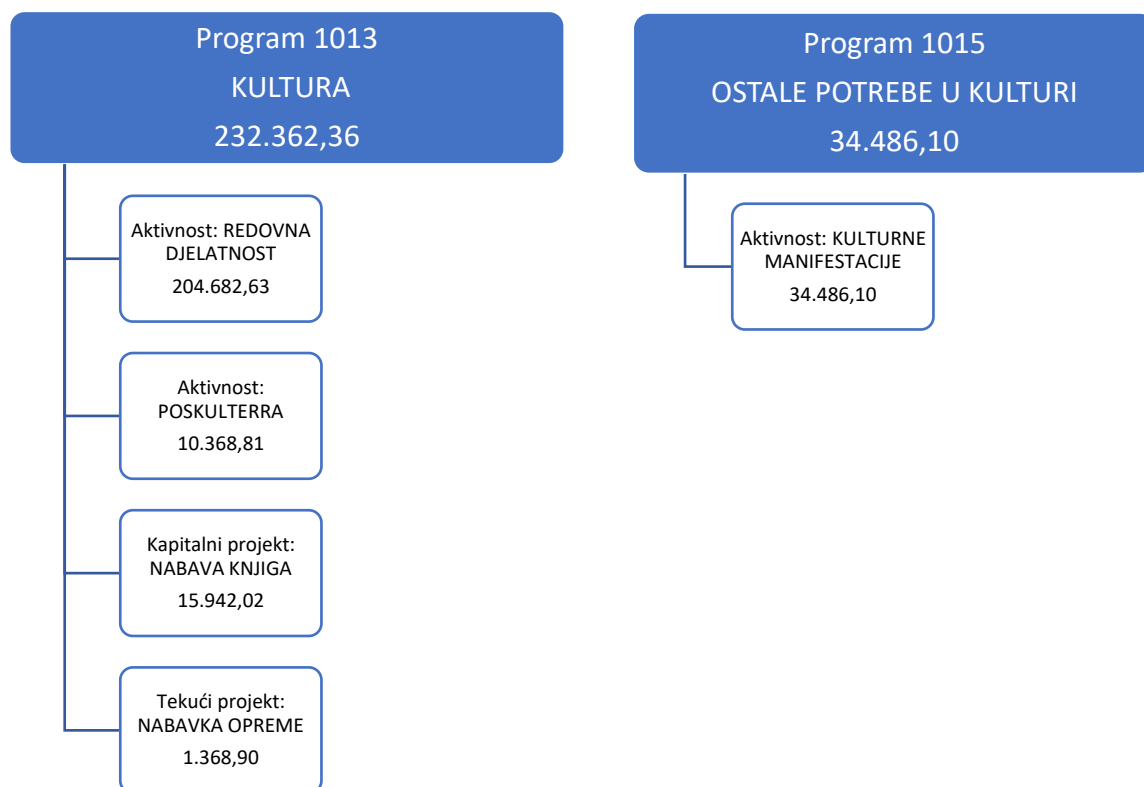 Program 1013
KULTURA
232.362,36
Aktivnost: REDOVNA
DJELATNOST
204.682,63
Aktivnost:
POSKULTERRA
10.368,81
Kapitalni projekt:
NABAVA KNJIGA
15.942,02
Tekući projekt:
NABAVKA OPREME
1.368,90
Program 1015
OSTALE POTREBE U KULTURI
34.486,10
Aktivnost: KULTURNE
MANIFESTACIJE
34.486,10